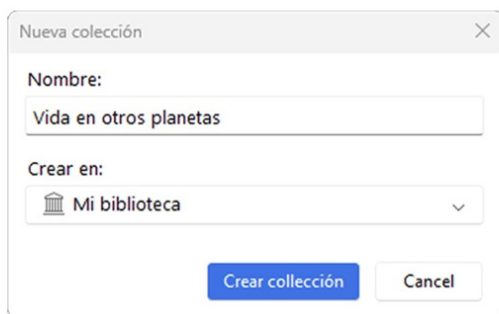 Nueva colección
Nombre:
Vida en otros planetas
Crear en:
Mi biblioteca
Crear collección
Cancel